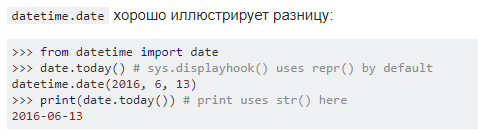 datetime.date хорошо иллюстрирует разницу:
>>> from datetime import date
>>> date.today() # sys.displayhook() uses repr() by default
datetime.date(2016, 6, 13)
>>> print(date.today()) # print uses str() here
2016-06-13